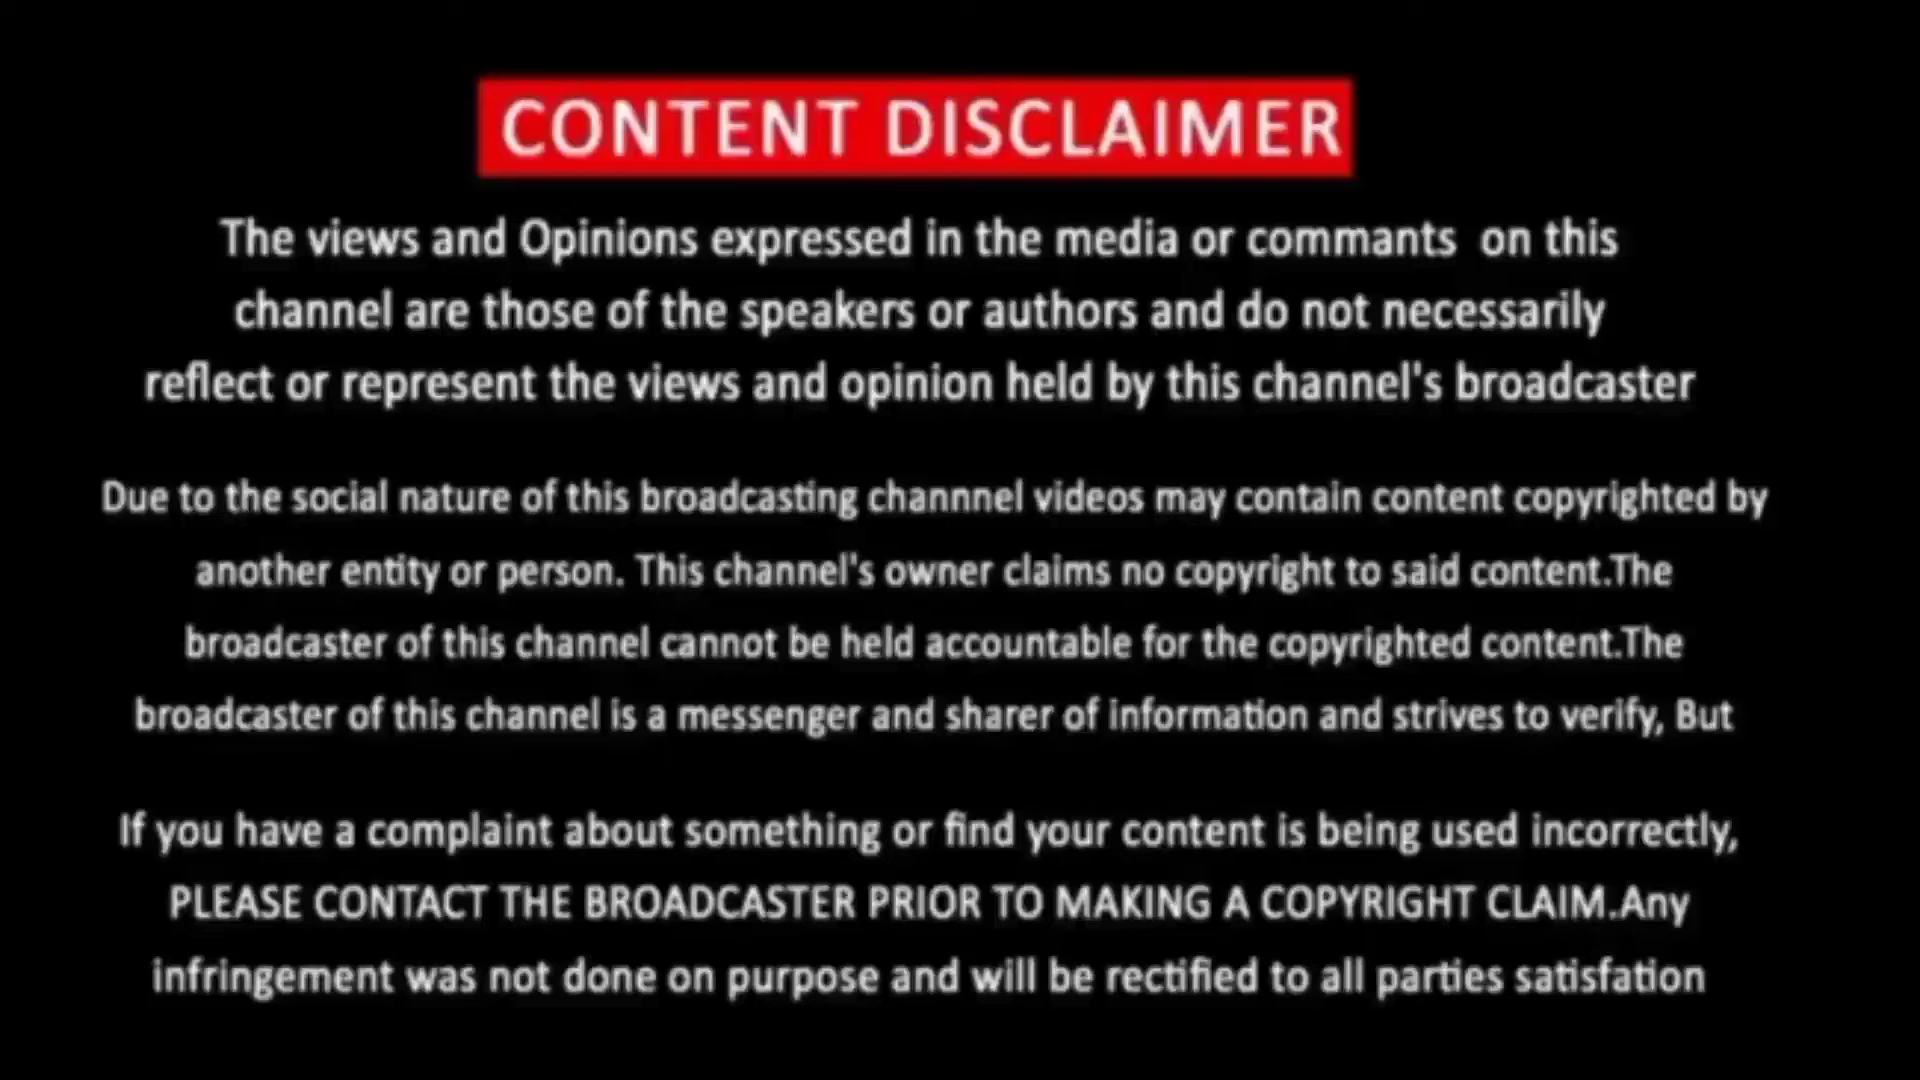 CONTENT DISCLAIMER
The views and Opinions expressed in the media or commants on this
channel are those of the speakers or authors and do not necessarily
reflect or represent the views and opinion held by this channel's broadcaster
Due to the social nature of this broadcasting channnel videos may contain content copyrighted by
another entity or person. This channel's owner claims no copyright to said content.The
broadcaster of this channel cannot be held accountable for the copyrighted content.The
broadcaster of this channel is a messenger and sharer of information and strives to verify, But
If you have a complaint about something or find your content is being used incorrectly,
PLEASE CONTACT THE BROADCASTER PRIOR TO MAKING A COPYRIGHT CLAIM.Any
infringement was not done on purpose and will be rectified to all parties satisfation